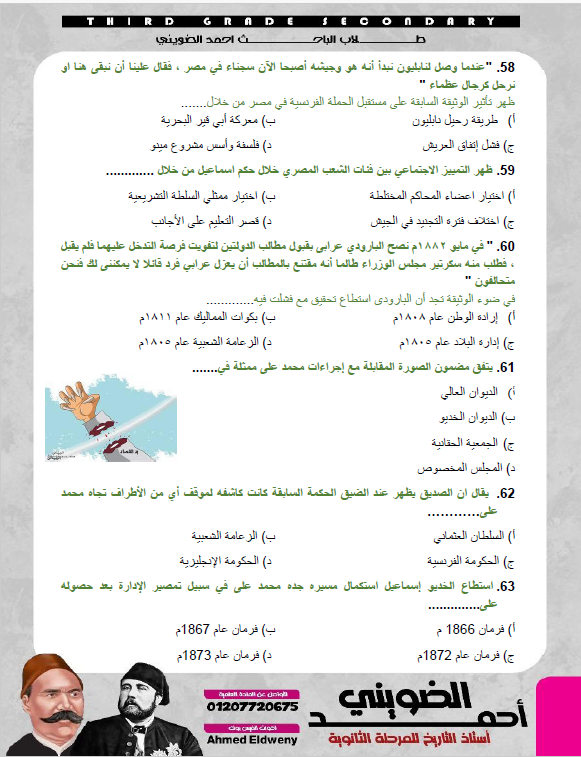 THIRD GRADE SECONDARY
طـــــلاب الباحـــــث احمد الضويني
58. "عندما وصل لنابليون نبدأ أنه هو وجيشه أصبحا الآن سجناء في مصر ، فقال علينا أن نبقى هنا او
نرحل كرجال عظماء "
ظهر تأثير الوثيقة السابقة على مستقبل الحملة الفرنسية في مصر من خلال.......
أ) طريقة رحيل نابليون ب) معركة أبي قير البحرية
ج) فشل إتفاق العريش د) فلسفة وأسس مشروع مينو
59. ظهر التمييز الاجتماعي بين فئات الشعب المصري خلال حكم اسماعيل من خلال .............
أ) اختيار اعضاء المحاكم المختلطة ب) اختيار ممثلي السلطة التشريعية
ج) اختلاف فتره التجنيد في الجيش د) قصر التعليم على الأجانب
60. " في مايو ١٨٨٢م نصح البارودي عرابى بقبول مطالب الدولتين لتفويت فرصة التدخل عليهما فلم يقبل
، فطلب منه سكرتير مجلس الوزراء طالما أنه مقتنع بالمطالب أن يعزل عرابي فرد قائلا لا يمكننى لك فنحن
متحالفون "
في ضوء الوثيقة تجد أن البارودى استطاع تحقيق مع فشلت فيه.............
أ) إراده الوطن عام ١٨٠٨م ب) بكوات المماليك عام ١٨١١م
ج) إدارة البلاد عام ١٨٠٥م د) الزعامة الشعبية عام ١٨٠٥م
61. يتفق مضمون الصورة المقابلة مع إجراءات محمد على ممثلة في.......
أ) الديوان العالي
ب) الديوان الخديو
ج) الجمعية الحقانية
د) المجلس المخصوص
62. يقال ان الصديق يظهر عند الضيق الحكمة السابقة كانت كاشفه لموقف أي من الأطراف تجاه محمد
على............
أ) السلطان العثماني ب) الزعامة الشعبية
ج) الحكومة الفرنسية د) الحكومة الإنجليزية
63. استطاع الخديو إسماعيل استكمال مسيره جده محمد على في سبيل تمصير الإدارة بعد حصوله
على..............
أ) فرمان 1866 م ب) فرمان عام 1867م
ج) فرمان عام 1872م د) فرمان عام 1873م
أحمد الضويني
أستاذ التاريخ للمرحلة الثانوية
للتواصل عن المادة العلمية
01207720675
Ahmed Eldweny